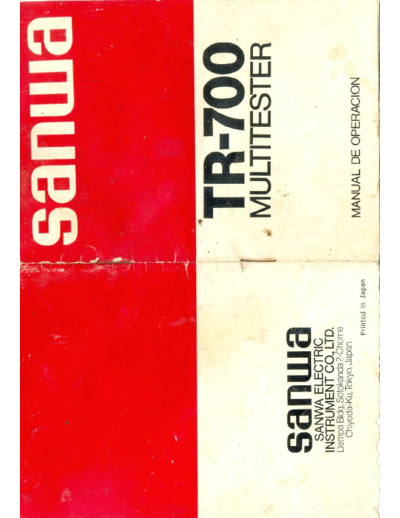 sanwa
TR-700
MULTITESTER
MANUAL DE OPERACION
sanwa
SANWA ELECTRIC
INSTRUMENT CO., LTD.
Dempa Bldg., Sotokanda 2-Chome
Chiyoda-Ku, Tokyo, Japan
Printed in Japan